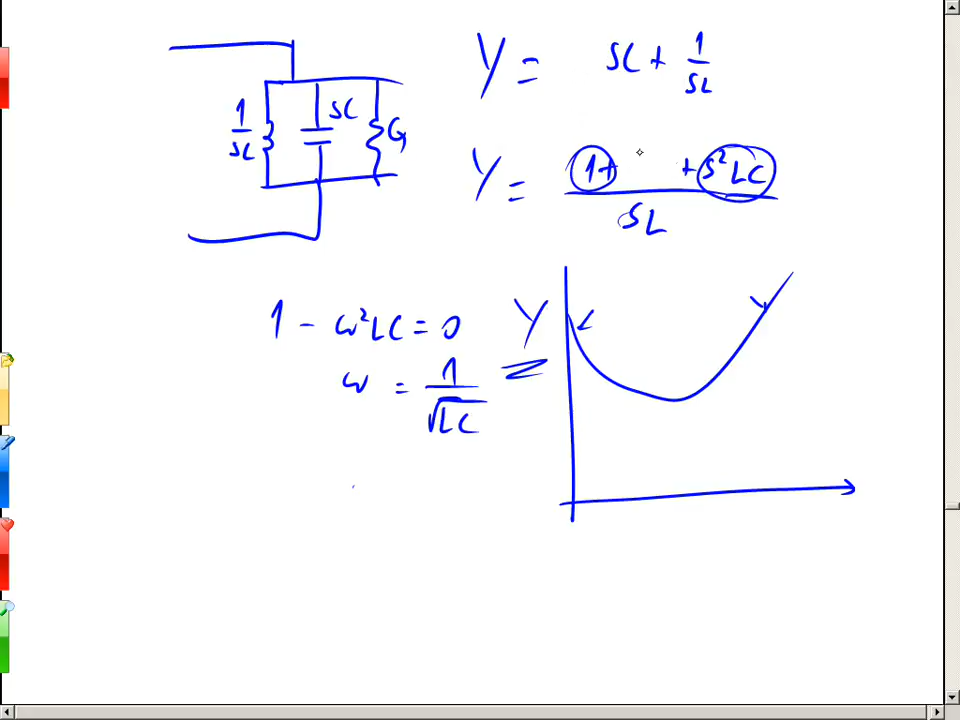 1/SL SC G
Y = SC + 1/SL
Y = 1+ + S²LC / SL
1 - ω²LC = 0
ω = 1/√LC
Y